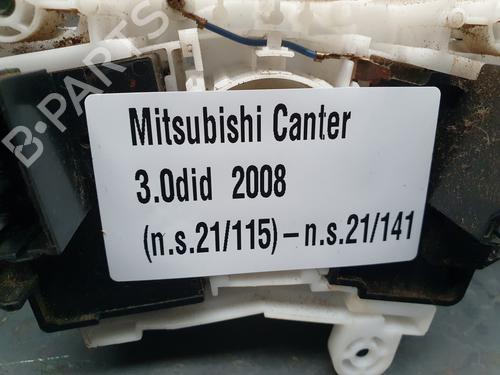 B-PARTS
Mitsubishi Canter
3.0did 2008
(n.s.21/115)-n.s.21/141